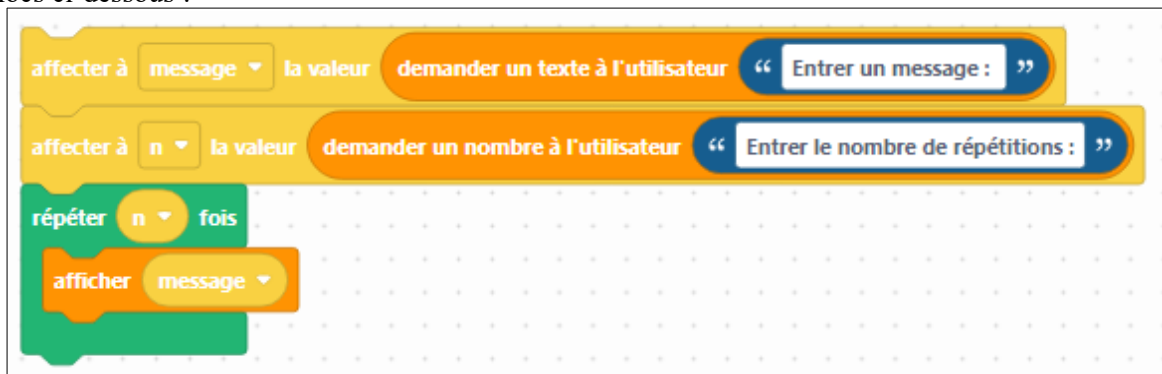 affecter à message la valeur demander un texte à l'utilisateur “ Entrer un message : ”
affecter à n la valeur demander un nombre à l'utilisateur “ Entrer le nombre de répétitions : ”
répéter n fois
afficher message